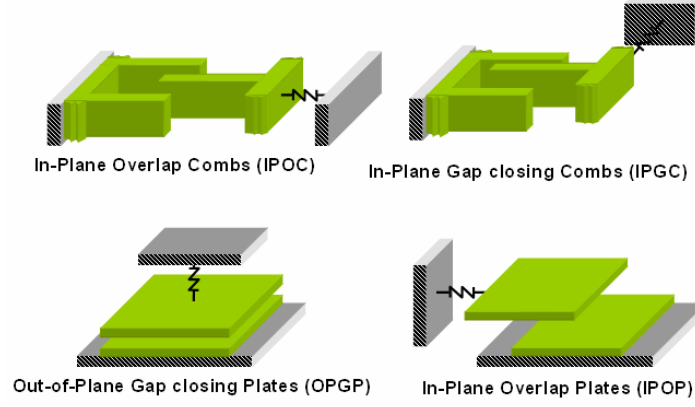 In-Plane Overlap Combs (IPOC)
In-Plane Gap closing Combs (IPGC)
Out-of-Plane Gap closing Plates (OPGP)
In-Plane Overlap Plates (IPOP)